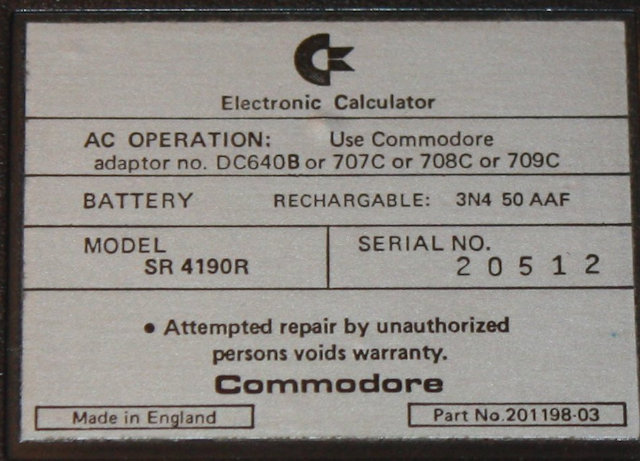 Electronic Calculator
AC OPERATION: Use Commodore
adaptor no. DC640B or 707C or 708C or 709C
BATTERY RECHARGABLE: 3N4 50 AAF
MODEL
SR 4190R
SERIAL NO.
20512
• Attempted repair by unauthorized
persons voids warranty.
Commodore
Made in England
Part No.201198-03